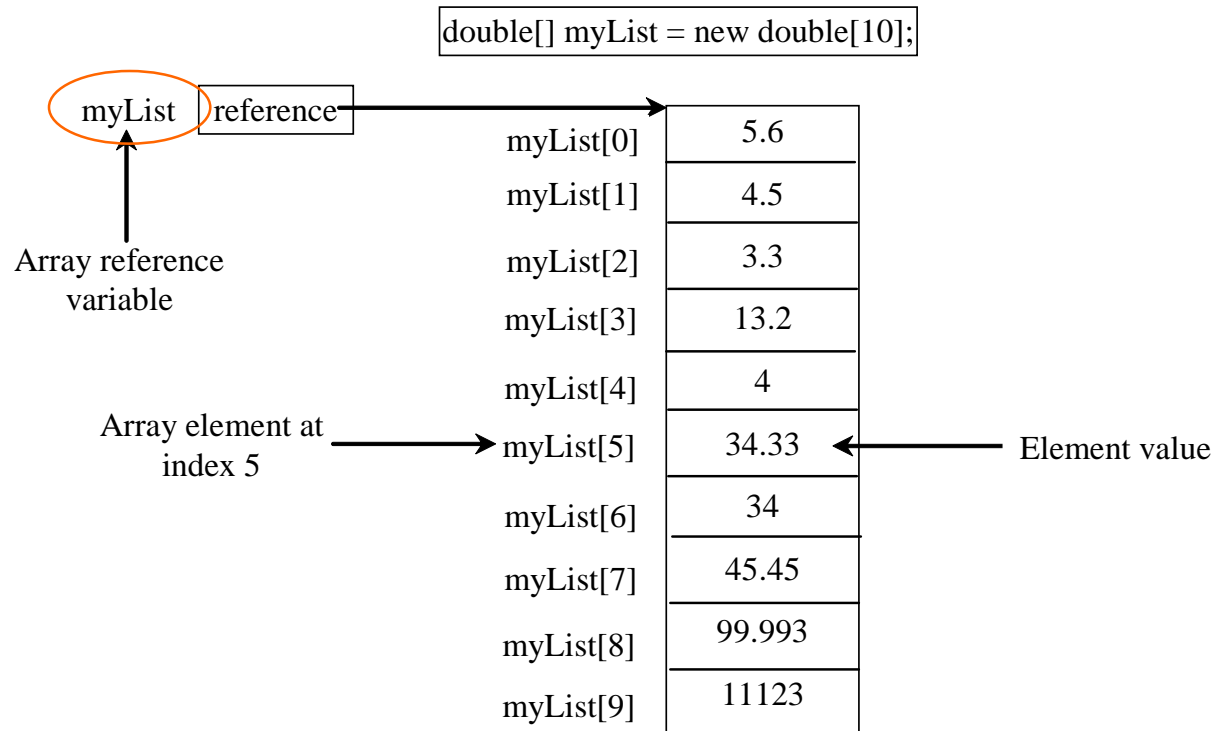 double[] myList = new double[10];
myList reference
myList[0] 5.6
myList[1] 4.5
Array reference
variable
myList[2] 3.3
myList[3] 13.2
myList[4] 4
Array element at
index 5
myList[5] 34.33 Element value
myList[6] 34
myList[7] 45.45
myList[8] 99.993
myList[9] 11123